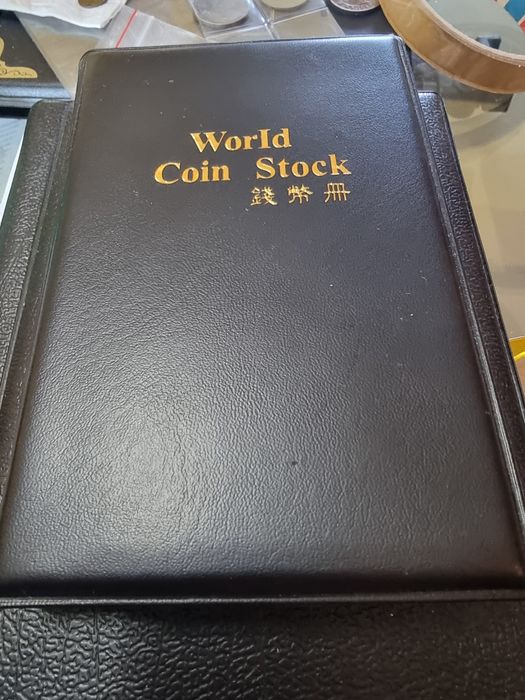 World
Coin Stock
錢幣冊